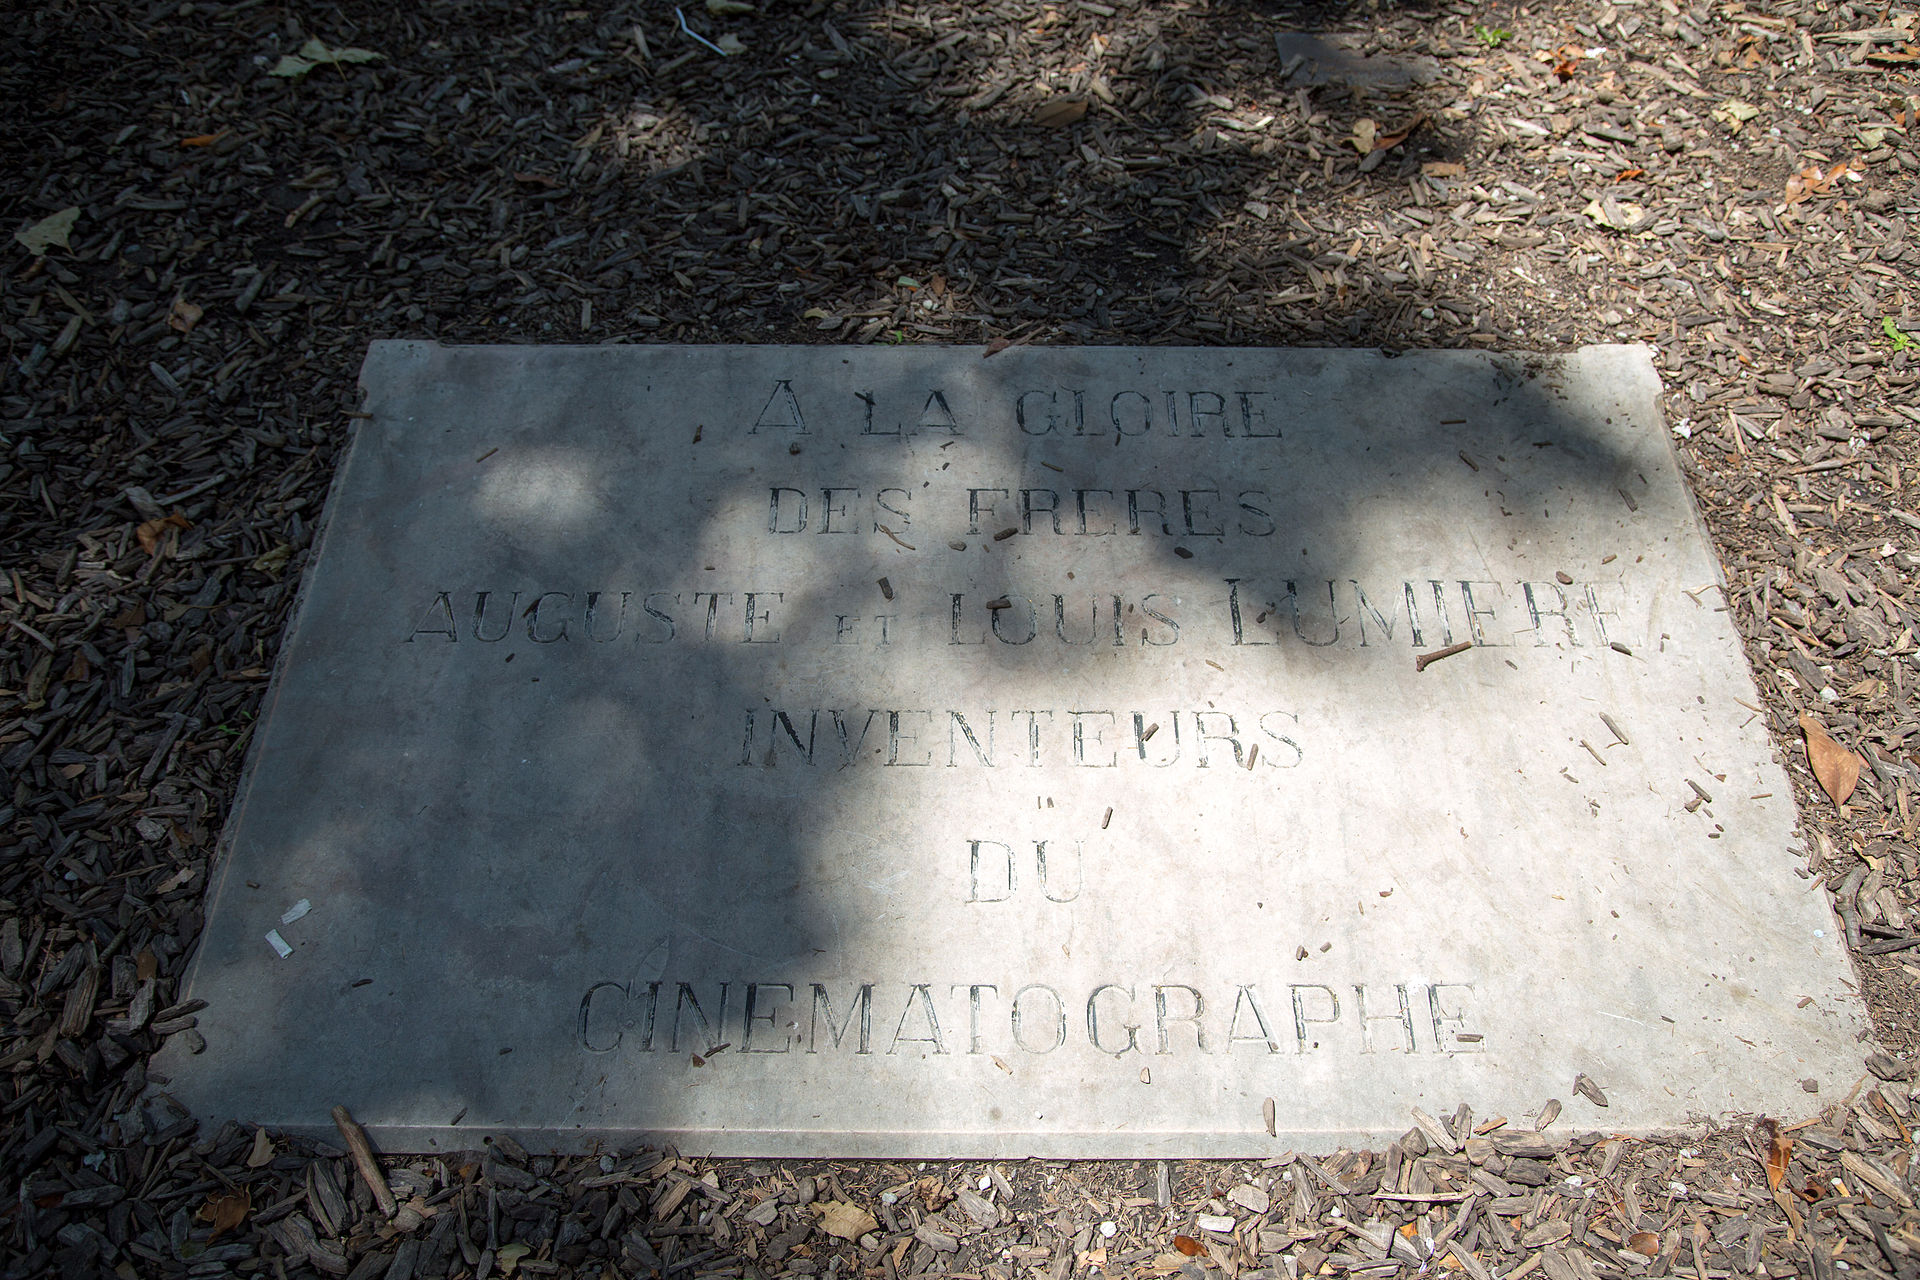 A LA GLOIRE
DES FRERES
AUGUSTE ET LOUIS LUMIERE
INVENTEURS
DU
CINEMATOGRAPHE